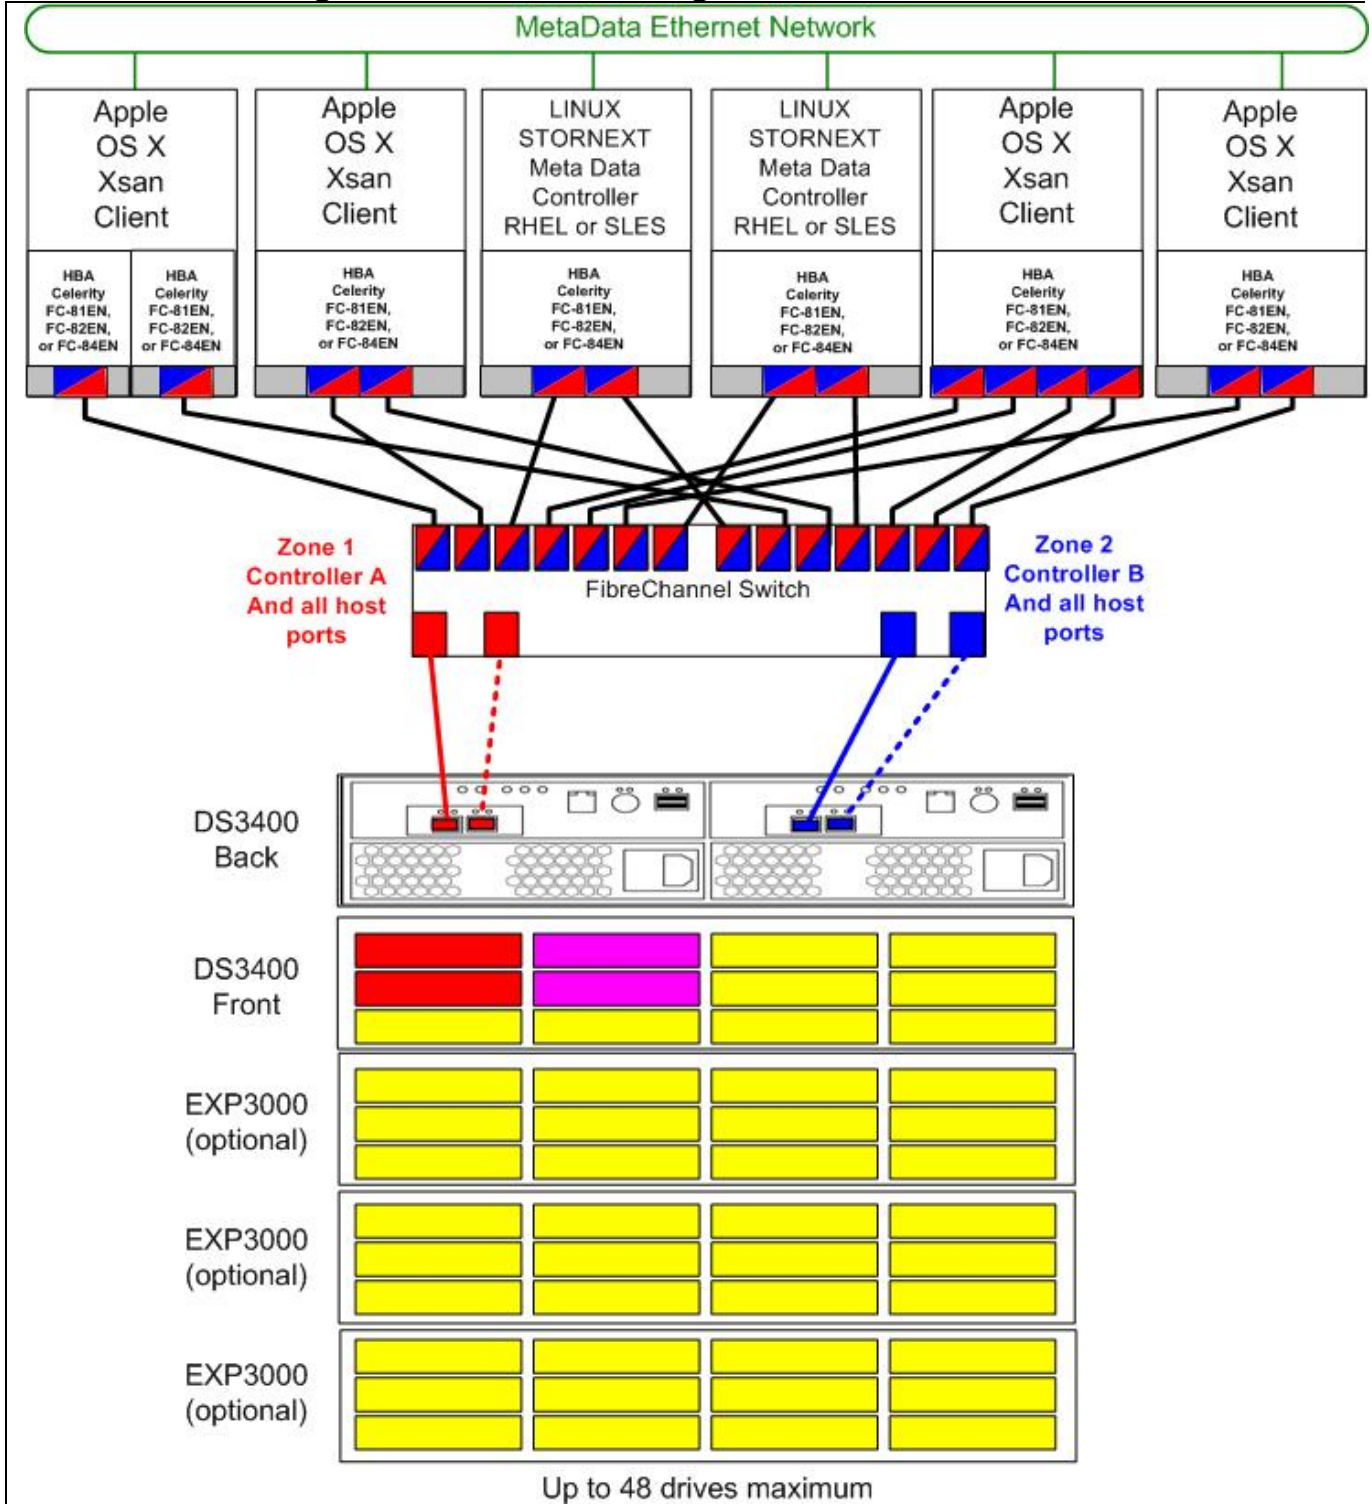 MetaData Ethernet Network
Apple
OS X
Xsan
Client
HBA
Celerity
FC-81EN,
FC-82EN,
or FC-84EN
HBA
Celerity
FC-81EN,
FC-82EN,
or FC-84EN
Apple
OS X
Xsan
Client
HBA
Celerity
FC-81EN,
FC-82EN,
or FC-84EN
LINUX
STORNEXT
Meta Data
Controller
RHEL or SLES
HBA
Celerity
FC-81EN,
FC-82EN,
or FC-84EN
LINUX
STORNEXT
Meta Data
Controller
RHEL or SLES
HBA
Celerity
FC-81EN,
FC-82EN,
or FC-84EN
Apple
OS X
Xsan
Client
HBA
Celerity
FC-81EN,
FC-82EN,
or FC-84EN
Apple
OS X
Xsan
Client
HBA
Celerity
FC-81EN,
FC-82EN,
or FC-84EN
Zone 1
Controller A
And all host
ports
FibreChannel Switch
Zone 2
Controller B
And all host
ports
DS3400
Back
DS3400
Front
EXP3000
(optional)
EXP3000
(optional)
EXP3000
(optional)
Up to 48 drives maximum